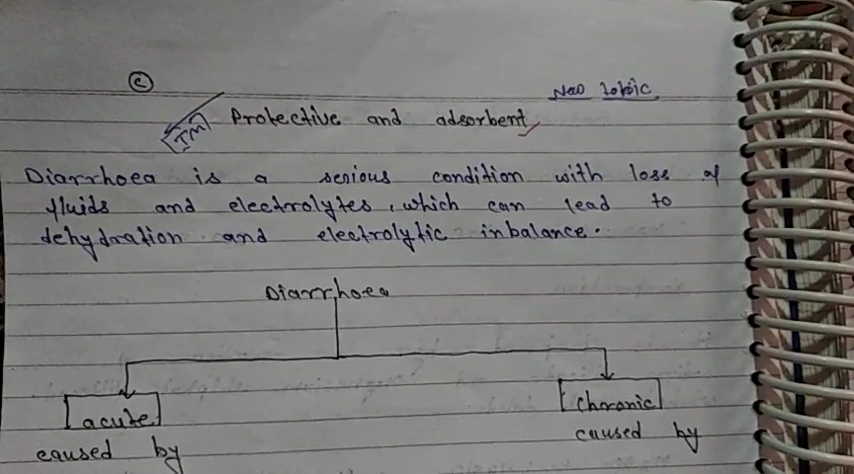 ©
New topic
IMP Protective and adsorbent
Diarrhoea is a serious condition with loss of
fluids and electrolytes, which can lead to
dehydration and electrolytic inbalance.
Diarrhoea
acute
chronic
caused by
caused by